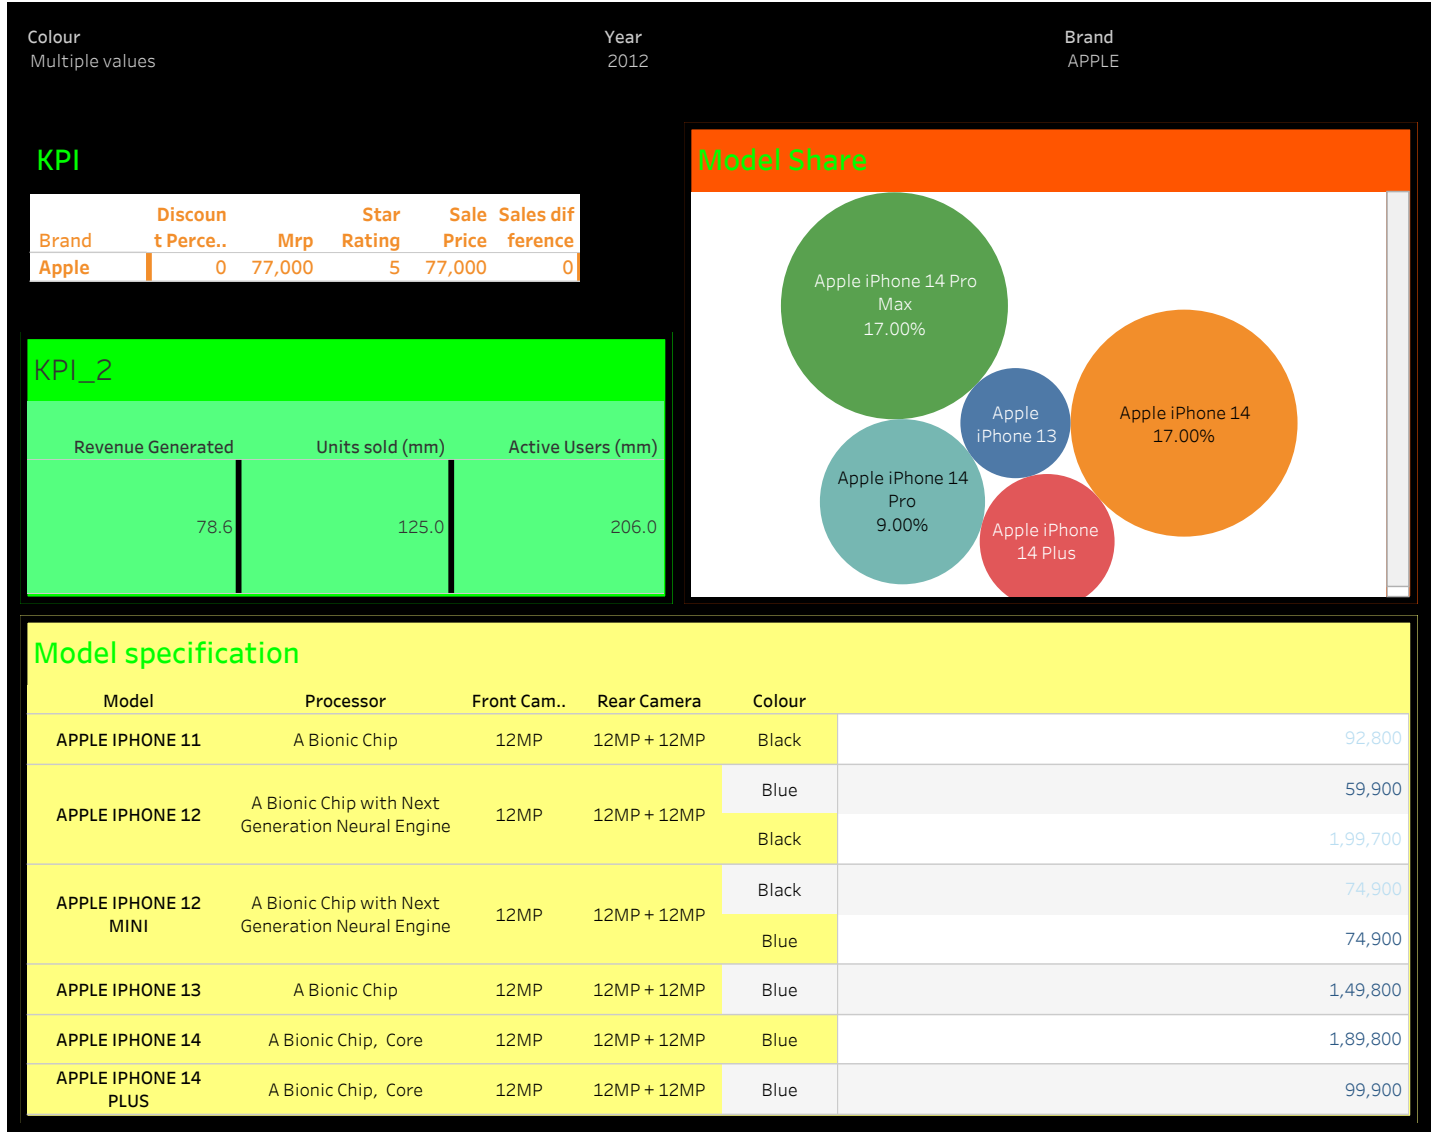 Colour
Multiple values
Year
2012
Brand
APPLE
KPI
Brand Discoun
t Perce.. Mrp Star
Rating Sale
Price Sales dif
ference
Apple 0 77,000 5 77,000 0
KPI_2
Revenue Generated Units sold (mm) Active Users (mm)
78.6 125.0 206.0
Model Share
Apple iPhone 14 Pro
Max
17.00%
Apple
iPhone 13
Apple iPhone 14
17.00%
Apple iPhone 14
Pro
9.00%
Apple iPhone
14 Plus
Model specification
Model Processor Front Cam.. Rear Camera Colour
APPLE IPHONE 11 A Bionic Chip 12MP 12MP + 12MP Black 92,800
APPLE IPHONE 12 A Bionic Chip with Next
Generation Neural Engine 12MP 12MP + 12MP Blue 59,900
Black 1,99,700
APPLE IPHONE 12
MINI A Bionic Chip with Next
Generation Neural Engine 12MP 12MP + 12MP Black 74,900
Blue 74,900
APPLE IPHONE 13 A Bionic Chip 12MP 12MP + 12MP Blue 1,49,800
APPLE IPHONE 14 A Bionic Chip, Core 12MP 12MP + 12MP Blue 1,89,800
APPLE IPHONE 14
PLUS A Bionic Chip, Core 12MP 12MP + 12MP Blue 99,900